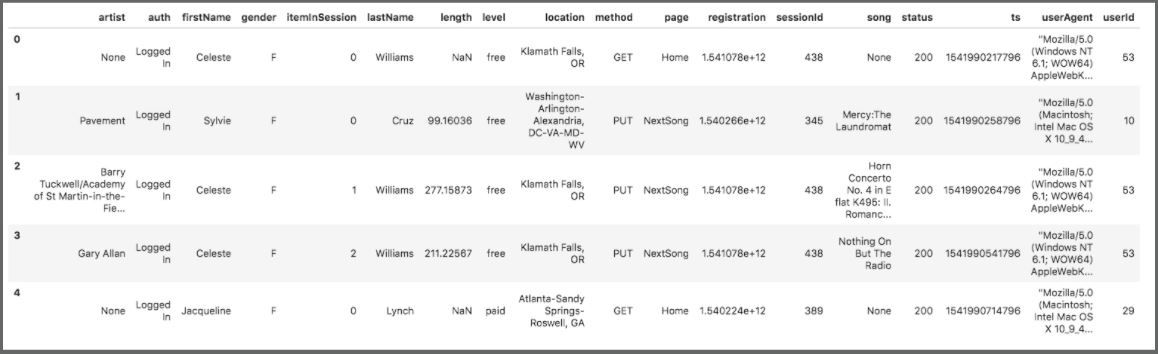 artist auth firstName gender itemInSession lastName length level location method page registration sessionId song status ts userAgent userId
0 None Logged In Celeste F 0 Williams NaN free Klamath Falls, OR GET Home 1.541078e+12 438 None 200 1541990217796 "Mozilla/5.0 (Windows NT 6.1; WOW64) AppleWebK... 53
1 Pavement Logged In Sylvie F 0 Cruz 99.16036 free Washington-Arlington-Alexandria, DC-VA-MD-WV PUT NextSong 1.540266e+12 345 Mercy:The Laundromat 200 1541990258796 "Mozilla/5.0 (Macintosh; Intel Mac OS X 10_9_4... 10
2 Barry Tuckwell/Academy of St Martin-in-the-Fie... Logged In Celeste F 1 Williams 277.15873 free Klamath Falls, OR PUT NextSong 1.541078e+12 438 Horn Concerto No. 4 in E flat K495: II. Romanc... 200 1541990264796 "Mozilla/5.0 (Windows NT 6.1; WOW64) AppleWebK... 53
3 Gary Allan Logged In Celeste F 2 Williams 211.22567 free Klamath Falls, OR PUT NextSong 1.541078e+12 438 Nothing On But The Radio 200 1541990541796 "Mozilla/5.0 (Windows NT 6.1; WOW64) AppleWebK... 53
4 None Logged In Jacqueline F 0 Lynch NaN paid Atlanta-Sandy Springs-Roswell, GA GET Home 1.540224e+12 389 None 200 1541990714796 "Mozilla/5.0 (Macintosh; Intel Mac OS X 10_9_4... 29